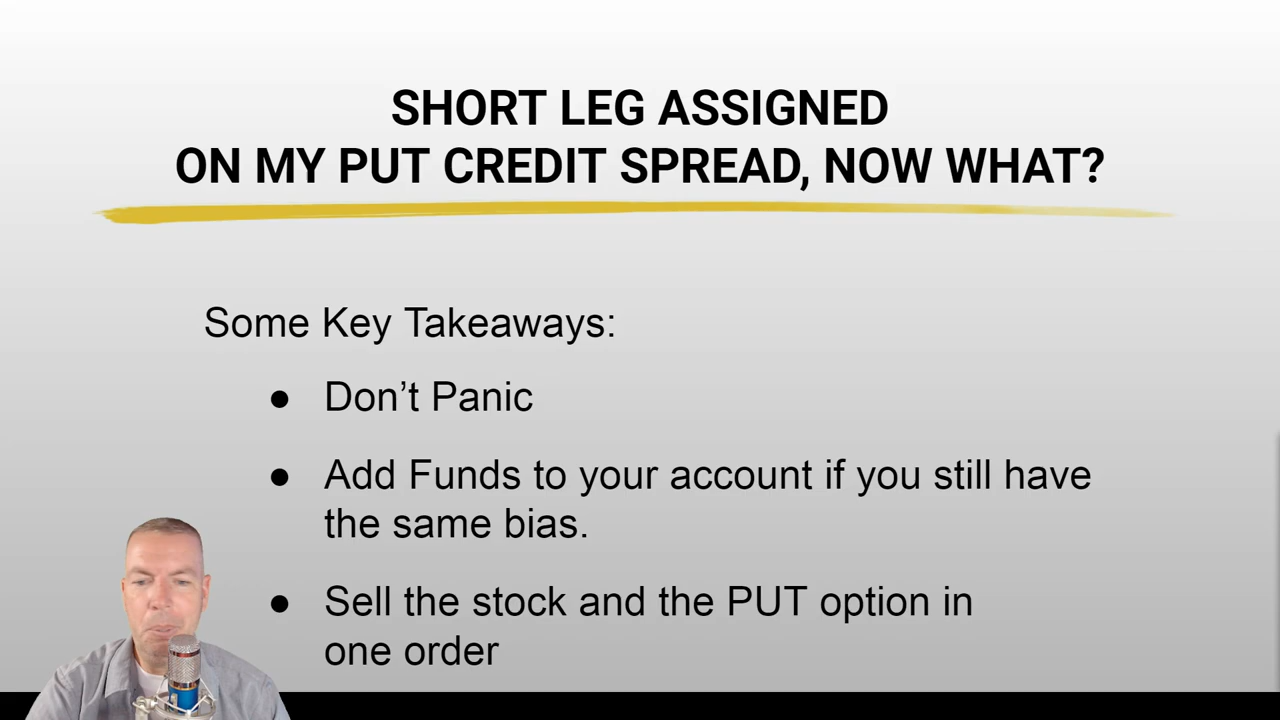 SHORT LEG ASSIGNED
ON MY PUT CREDIT SPREAD, NOW WHAT?
Some Key Takeaways:
● Don’t Panic
● Add Funds to your account if you still have
the same bias.
● Sell the stock and the PUT option in
one order